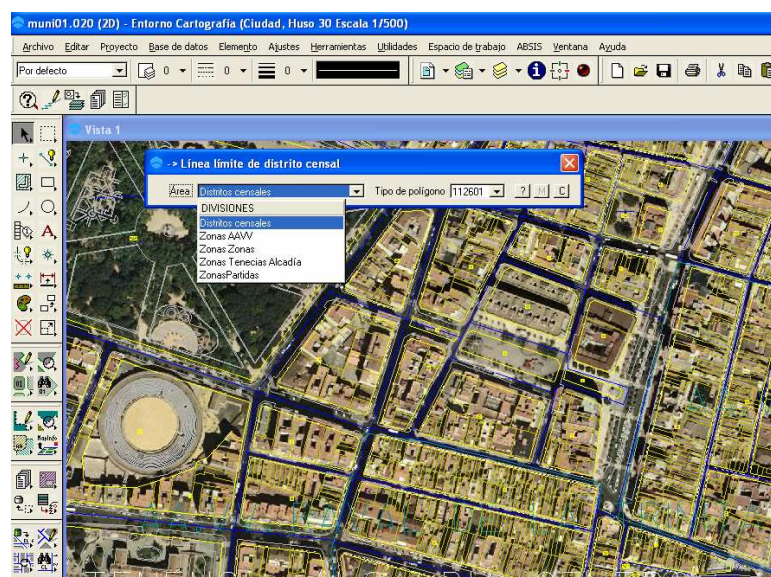 muni01.020 (2D) - Entorno Cartografía (Ciudad, Huso 30 Escala 1/500)
Archivo Editar Proyecto Base de datos Elemento Ajustes Herramientas Utilidades Espacio de trabajo ABSIS Ventana Ayuda
Por defecto 0 0 0
Vista 1
-> Línea límite de distrito censal
Área Distritos censales Tipo de polígono 112601 ? M C
DIVISIONES
Distritos censales
Zonas AAVV
Zonas Zonas
Zonas Tenecias Alcadía
ZonasPartidas